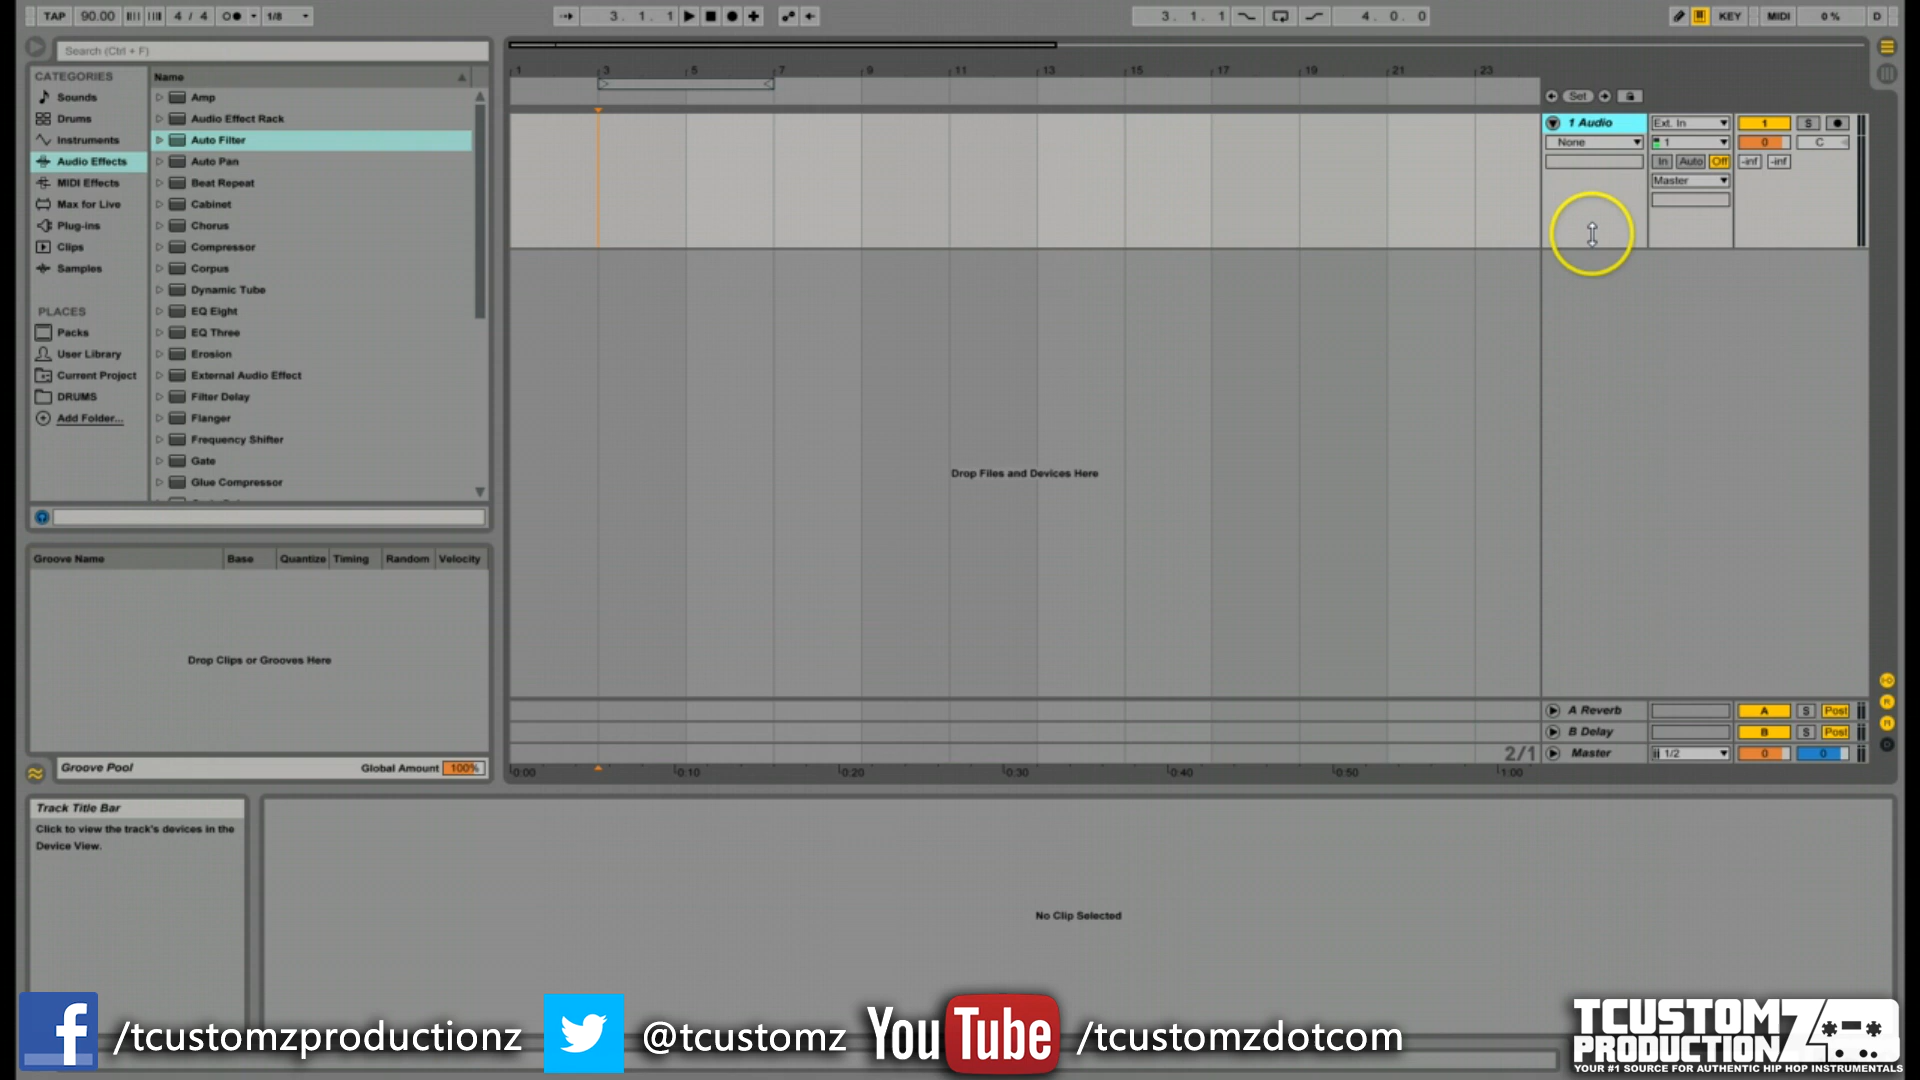 TAP 90.00 4 / 4 1/8 3. 1. 1 3. 1. 1 4. 0. 0 KEY MIDI 0 % D
Search (Ctrl + F)
CATEGORIES
Sounds
Drums
Instruments
Audio Effects
MIDI Effects
Max for Live
Plug-ins
Clips
Samples
PLACES
Packs
User Library
Current Project
DRUMS
Add Folder...
Name
Amp
Audio Effect Rack
Auto Filter
Auto Pan
Beat Repeat
Cabinet
Chorus
Compressor
Corpus
Dynamic Tube
EQ Eight
EQ Three
Erosion
External Audio Effect
Filter Delay
Flanger
Frequency Shifter
Gate
Glue Compressor
1 3 5 7 9 11 13 15 17 19 21 23
Set
1 Audio Ext. In 1 S
None 1 0 C
In Auto Off -inf -inf
Master
Drop Files and Devices Here
A Reverb A S Post
B Delay B S Post
2/1 Master 1/2 0 0
0:00 0:10 0:20 0:30 0:40 0:50 1:00
Groove Name Base Quantize Timing Random Velocity
Drop Clips or Grooves Here
Groove Pool Global Amount 100%
Track Title Bar
Click to view the track's devices in the
Device View.
No Clip Selected
f /tcustomzproductionz @tcustomz YouTube /tcustomzdotcom
TCUSTOMZ
PRODUCTIONZ
YOUR #1 SOURCE FOR AUTHENTIC HIP HOP INSTRUMENTALS